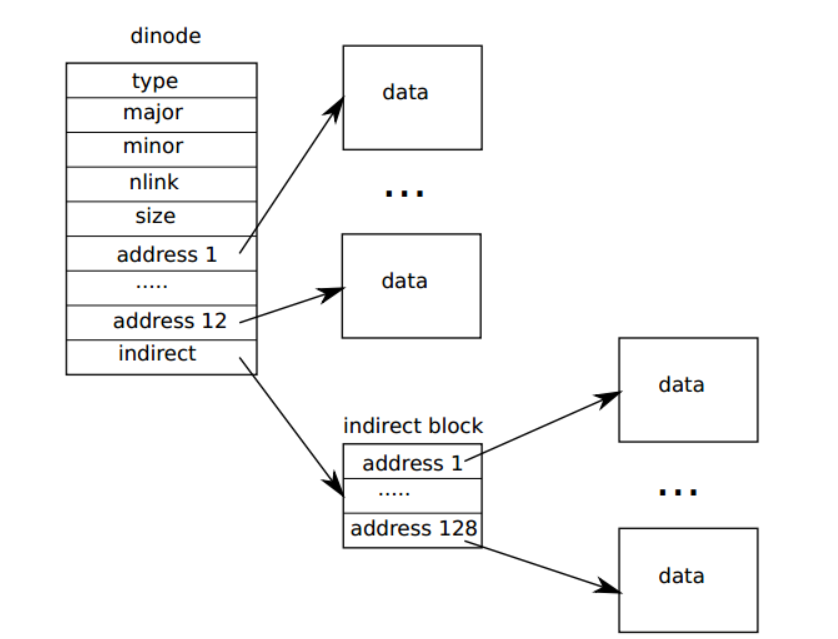 dinode
type
major
minor
nlink
size
address 1
.....
address 12
indirect
data
...
data
indirect block
address 1
.....
address 128
data
...
data